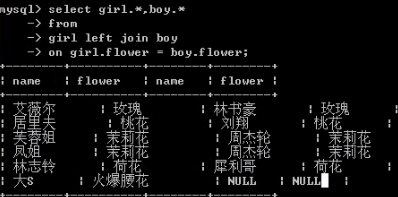 mysql> select girl.*,boy.*
-> from
-> girl left join boy
-> on girl.flower = boy.flower;
+--------+--------+--------+--------+
| name | flower | name | flower |
+--------+--------+--------+--------+
| 艾薇尔 | 玫瑰 | 林书豪 | 玫瑰
| 居里夫 | 桃花 | 刘翔 | 桃花
| 芙蓉姐 | 茉莉花 | 周杰轮 | 茉莉花
| 凤姐 | 茉莉花 | 周杰轮 | 茉莉花
| 林志铃 | 荷花 | 犀利哥 | 荷花
| 大S | 火爆腰花 | NULL | NULL |